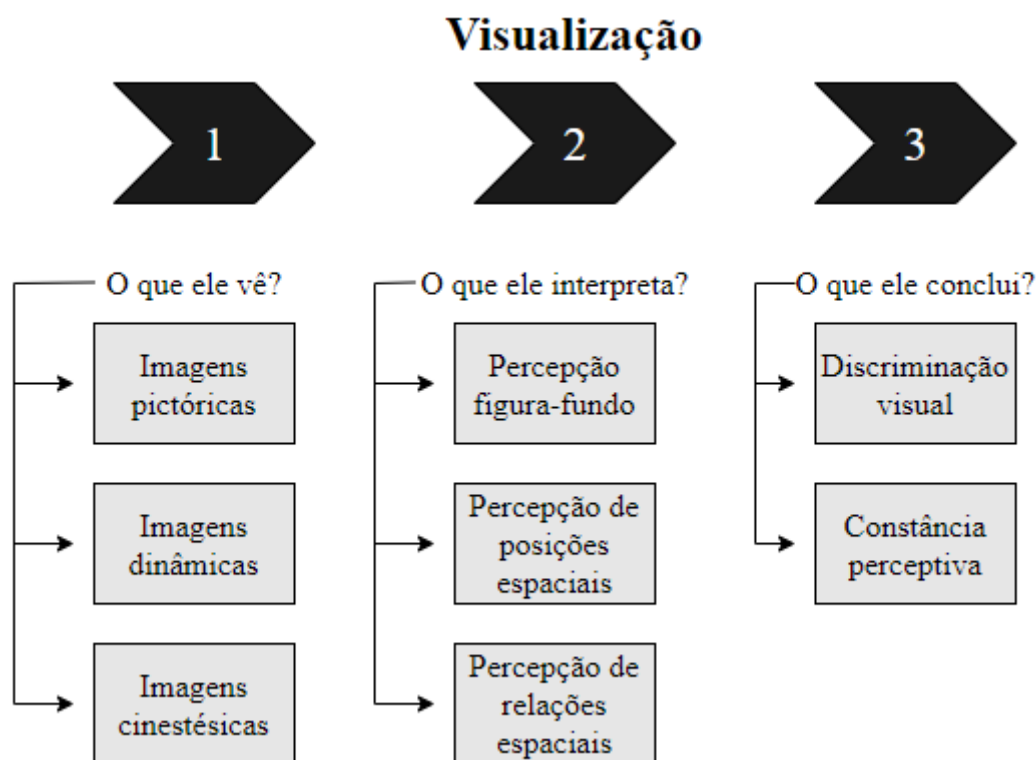 Visualização
1
2
3
O que ele vê?
Imagens
pictóricas
Imagens
dinâmicas
Imagens
cinestésicas
O que ele interpreta?
Percepção
figura-fundo
Percepção de
posições
espaciais
Percepção de
relações
espaciais
O que ele conclui?
Discriminação
visual
Constância
perceptiva